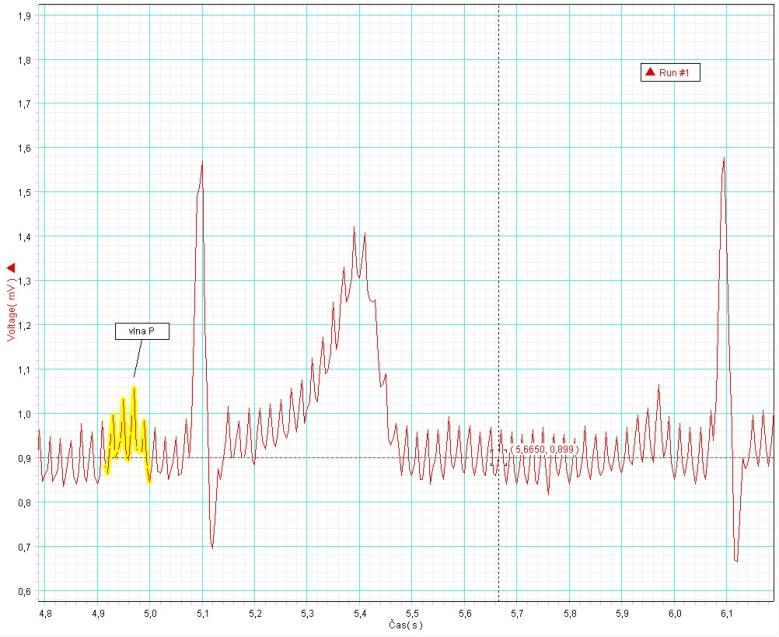 1,9
1,8
Run #1
1,7
1,6
1,5
1,4
1,3
Voltage( mV )
1,2
vlna P
1,1
1,0
0,9
( 5,6650, 0,899 )
0,8
0,7
0,6
4,8 4,9 5,0 5,1 5,2 5,3 5,4 5,5 5,6 5,7 5,8 5,9 6,0 6,1
Čas( s )